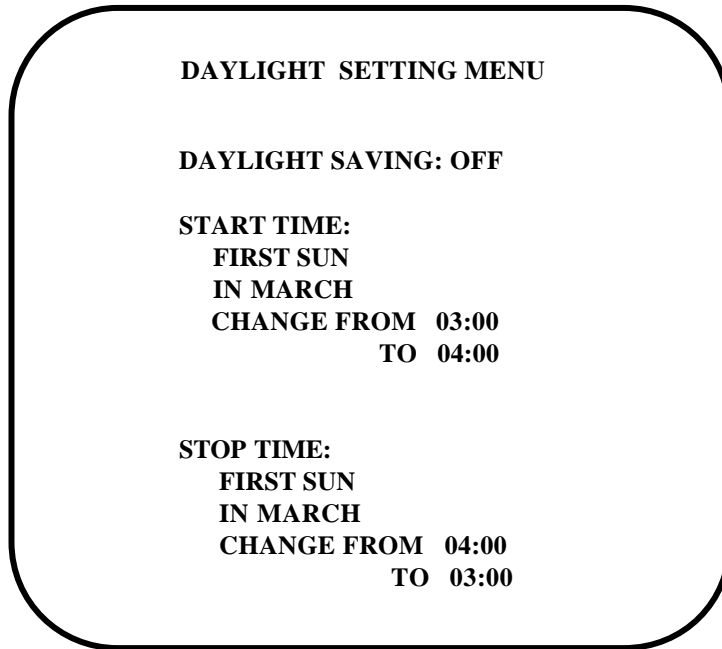 DAYLIGHT SETTING MENU
DAYLIGHT SAVING: OFF
START TIME:
FIRST SUN
IN MARCH
CHANGE FROM 03:00
TO 04:00
STOP TIME:
FIRST SUN
IN MARCH
CHANGE FROM 04:00
TO 03:00